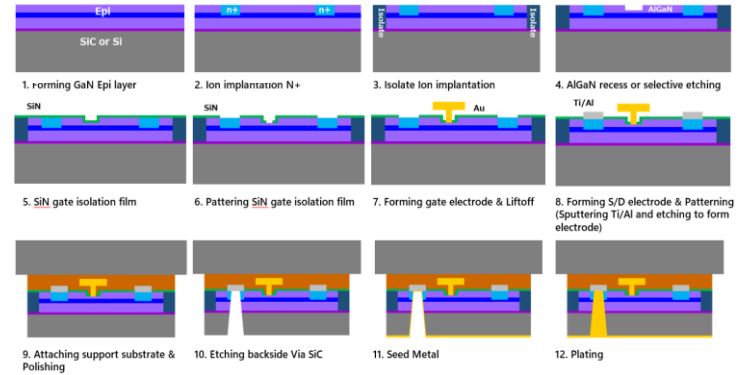 Epi
SiC or Si
1. Forming GaN Epi layer
n+
n+
2. Ion implantation N+
Isolate
Isolate
3. Isolate Ion implantation
AlGaN
4. AlGaN recess or selective etching
SiN
5. SiN gate isolation film
SiN
6. Pattering SiN gate isolation film
Au
7. Forming gate electrode & Liftoff
Ti/Al
8. Forming S/D electrode & Patterning
(Sputtering Ti/Al and etching to form
electrode)
9. Attaching support substrate &
Polishing
10. Etching backside Via SiC
11. Seed Metal
12. Plating